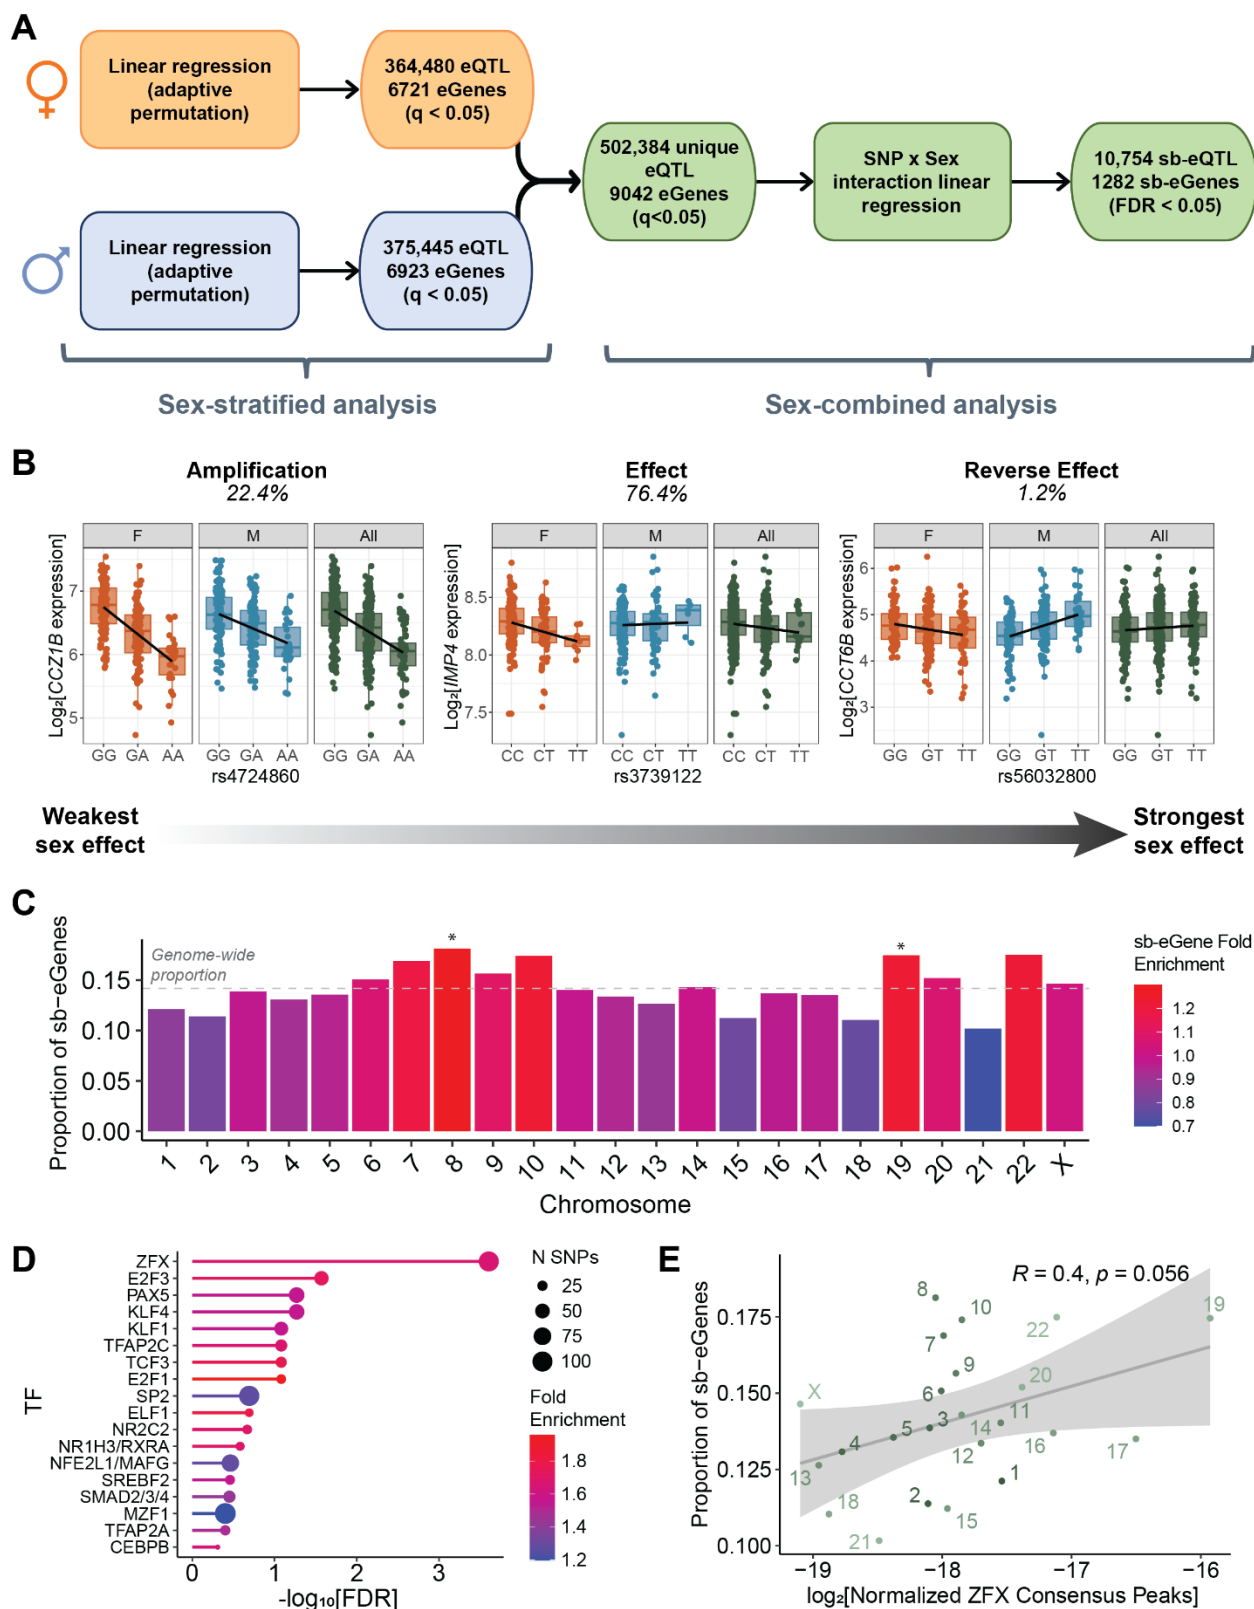 A
Linear regression
(adaptive
permutation)
364,480 eQTL
6721 eGenes
(q < 0.05)
Linear regression
(adaptive
permutation)
375,445 eQTL
6923 eGenes
(q < 0.05)
502,384 unique
eQTL
9042 eGenes
(q<0.05)
SNP x Sex
interaction linear
regression
10,754 sb-eQTL
1282 sb-eGenes
(FDR < 0.05)
Sex-stratified analysis
Sex-combined analysis
B
Amplification
22.4%
Effect
76.4%
Reverse Effect
1.2%
F M All
Log₂[CCZ1B expression]
7
6
5
GG GA AA GG GA AA GG GA AA
rs4724860
F M All
Log₂[IMP4 expression]
8.5
8.0
7.5
CC CT TT CC CT TT CC CT TT
rs3739122
F M All
Log₂[CCT6B expression]
6
5
4
3
GG GT TT GG GT TT GG GT TT
rs56032800
Weakest
sex effect
Strongest
sex effect
C
Proportion of sb−eGenes
0.15
0.10
0.05
0.00
Genome-wide
proportion
* *
1 2 3 4 5 6 7 8 9 10 11 12 13 14 15 16 17 18 19 20 21 22 X
Chromosome
sb-eGene Fold
Enrichment
1.2
1.1
1.0
0.9
0.8
0.7
D
TF
ZFX
E2F3
PAX5
KLF4
KLF1
TFAP2C
TCF3
E2F1
SP2
ELF1
NR2C2
NR1H3/RXRA
NFE2L1/MAFG
SREBF2
SMAD2/3/4
MZF1
TFAP2A
CEBPB
0 1 2 3
-log₁₀[FDR]
N SNPs
25
50
75
100
Fold
Enrichment
1.8
1.6
1.4
1.2
E
R = 0.4, p = 0.056
Proportion of sb−eGenes
0.175
0.150
0.125
0.100
8
10
22
19
7
9
20
6
X
3
11
5
14
4
12
16
17
13
1
2
18
15
21
−19 −18 −17 −16
log₂[Normalized ZFX Consensus Peaks]